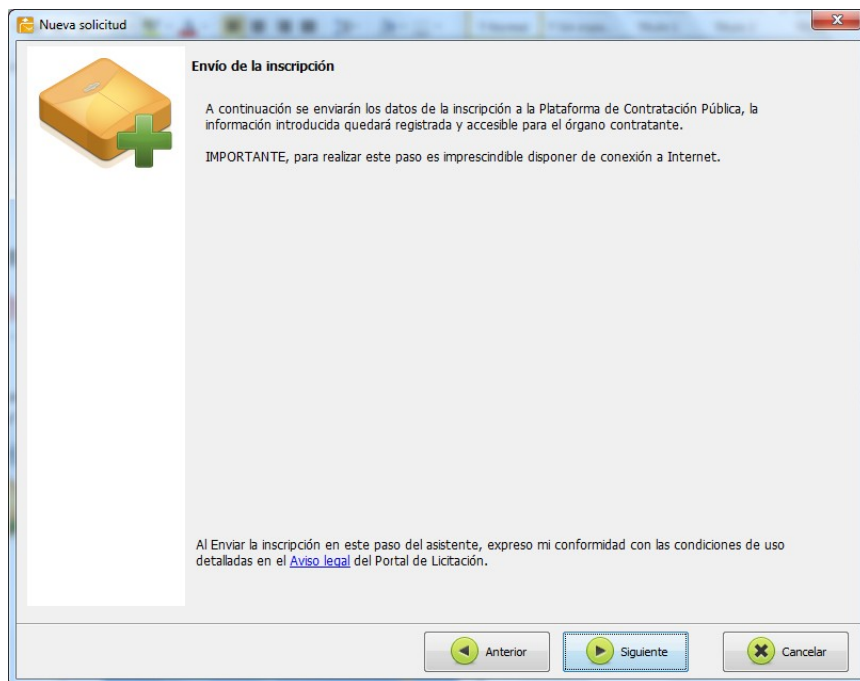 Nueva solicitud
Envío de la inscripción
A continuación se enviarán los datos de la inscripción a la Plataforma de Contratación Pública, la
información introducida quedará registrada y accesible para el órgano contratante.
IMPORTANTE, para realizar este paso es imprescindible disponer de conexión a Internet.
Al Enviar la inscripción en este paso del asistente, expreso mi conformidad con las condiciones de uso
detalladas en el Aviso legal del Portal de Licitación.
Anterior
Siguiente
Cancelar